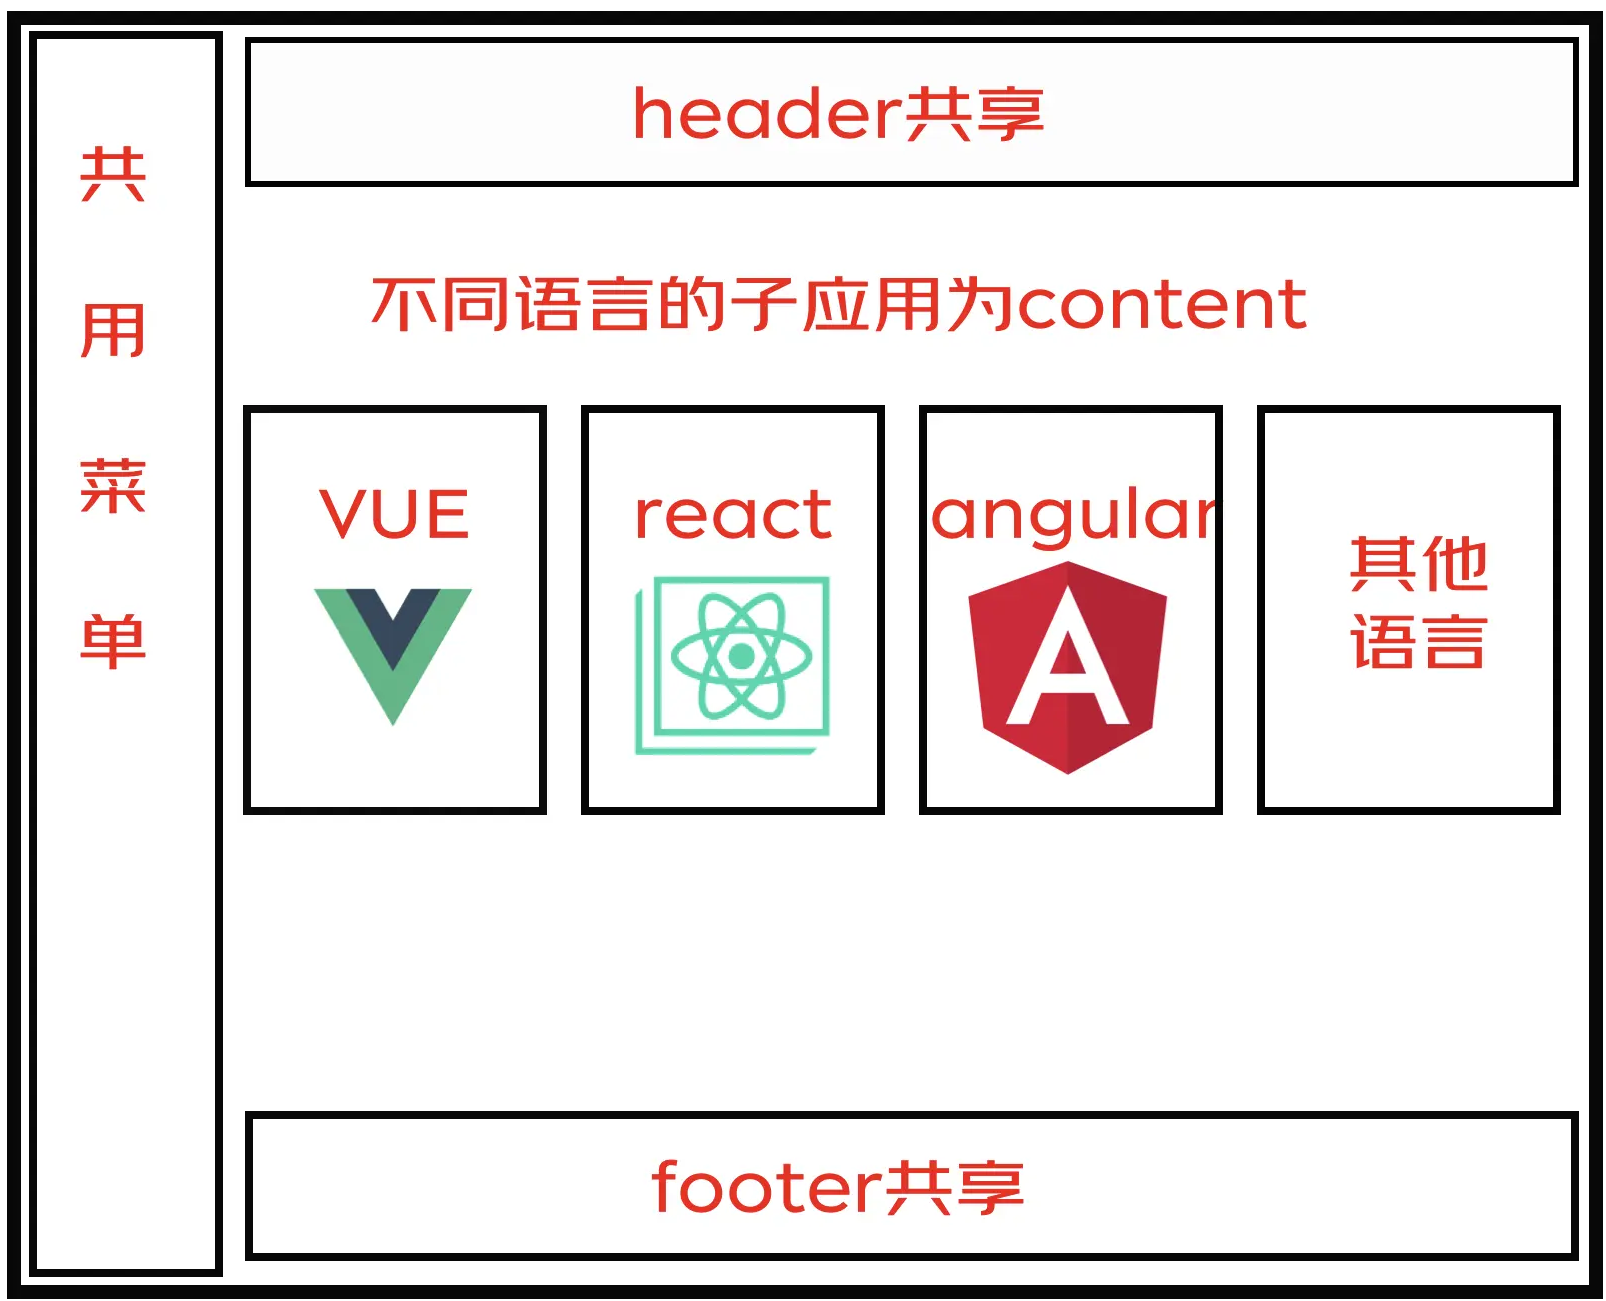 共用菜单
header共享
不同语言的子应用为content
VUE
react
angular
其他
语言
footer共享